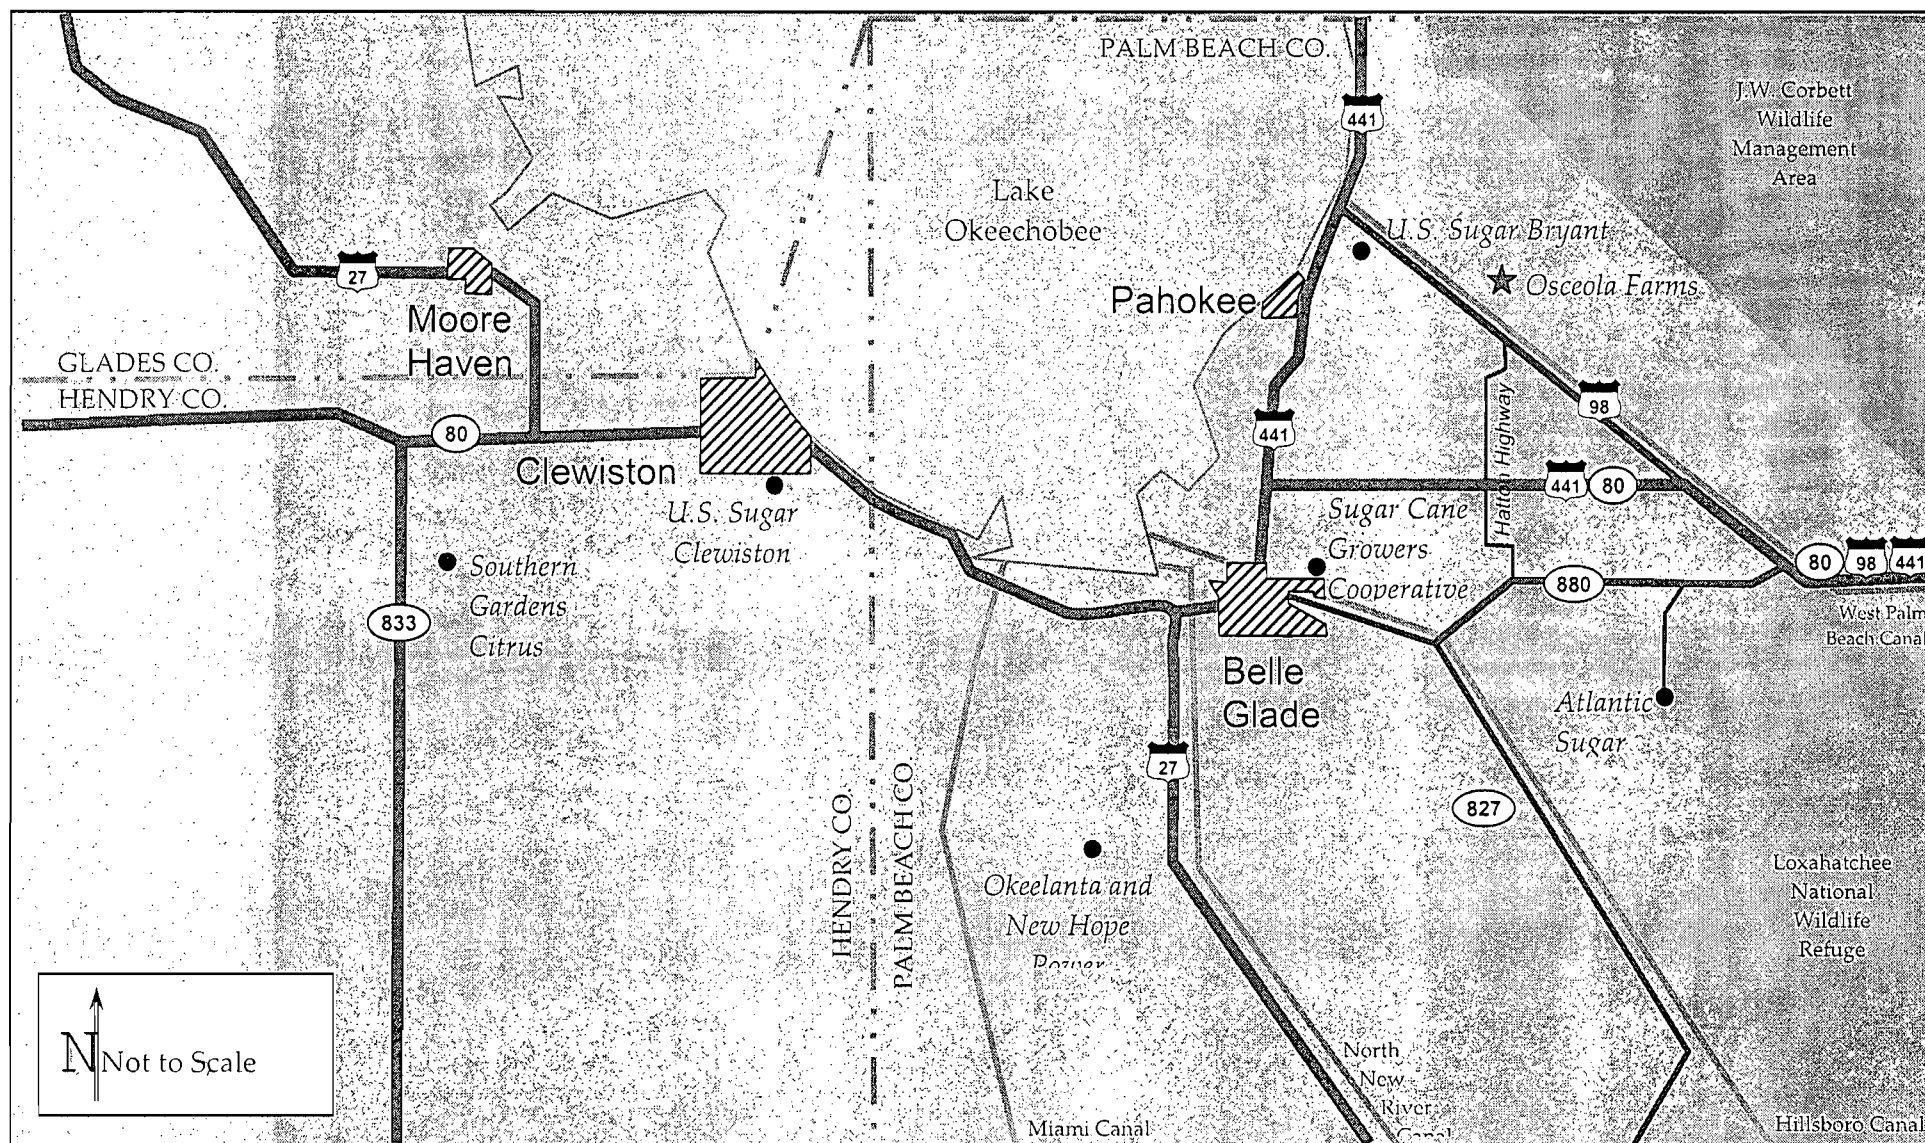 PALM BEACH CO.
J.W. Corbett
Wildlife
Management
Area
441
Lake
Okeechobee
U.S. Sugar Bryant
Osceola Farms
27
Pahokee
Moore
Haven
GLADES CO.
HENDRY CO.
98
80
441
Hatton Highway
Clewiston
441
80
U.S. Sugar
Clewiston
Sugar Cane
Growers
Cooperative
80
98
441
880
Southern
Gardens
Citrus
833
West Palm
Beach Canal
Belle
Glade
Atlantic
Sugar
27
827
HENDRY CO.
PALM BEACH CO.
Okeelanta and
New Hope
Power
Loxahatchee
National
Wildlife
Refuge
N
Not to Scale
North
New
River
Canal
Miami Canal
Hillsboro Canal